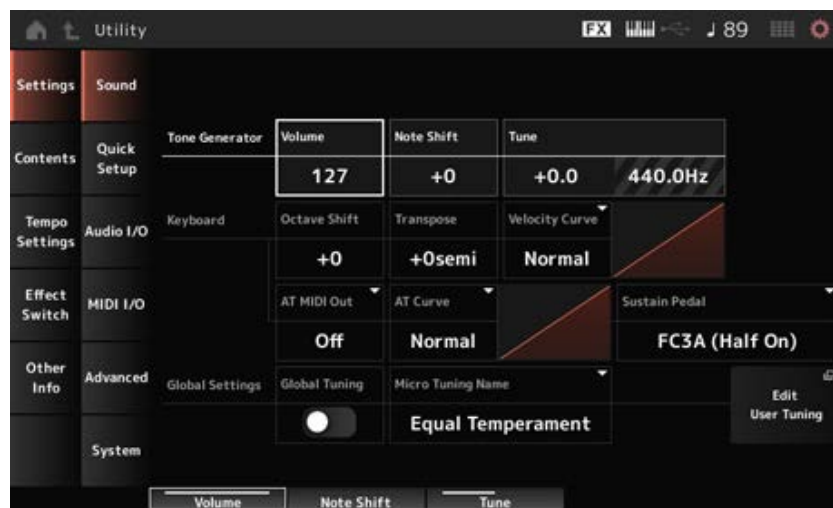 Utility FX 89
Settings Sound
Tone Generator Volume Note Shift Tune
127 +0 +0.0 440.0Hz
Contents Quick Setup
Tempo Settings Audio I/O Keyboard Octave Shift Transpose Velocity Curve
+0 +0semi Normal
Effect Switch MIDI I/O AT MIDI Out AT Curve Sustain Pedal
Off Normal FC3A (Half On)
Other Info Advanced Global Settings Global Tuning Micro Tuning Name Edit User Tuning
Equal Temperament
System
Volume Note Shift Tune